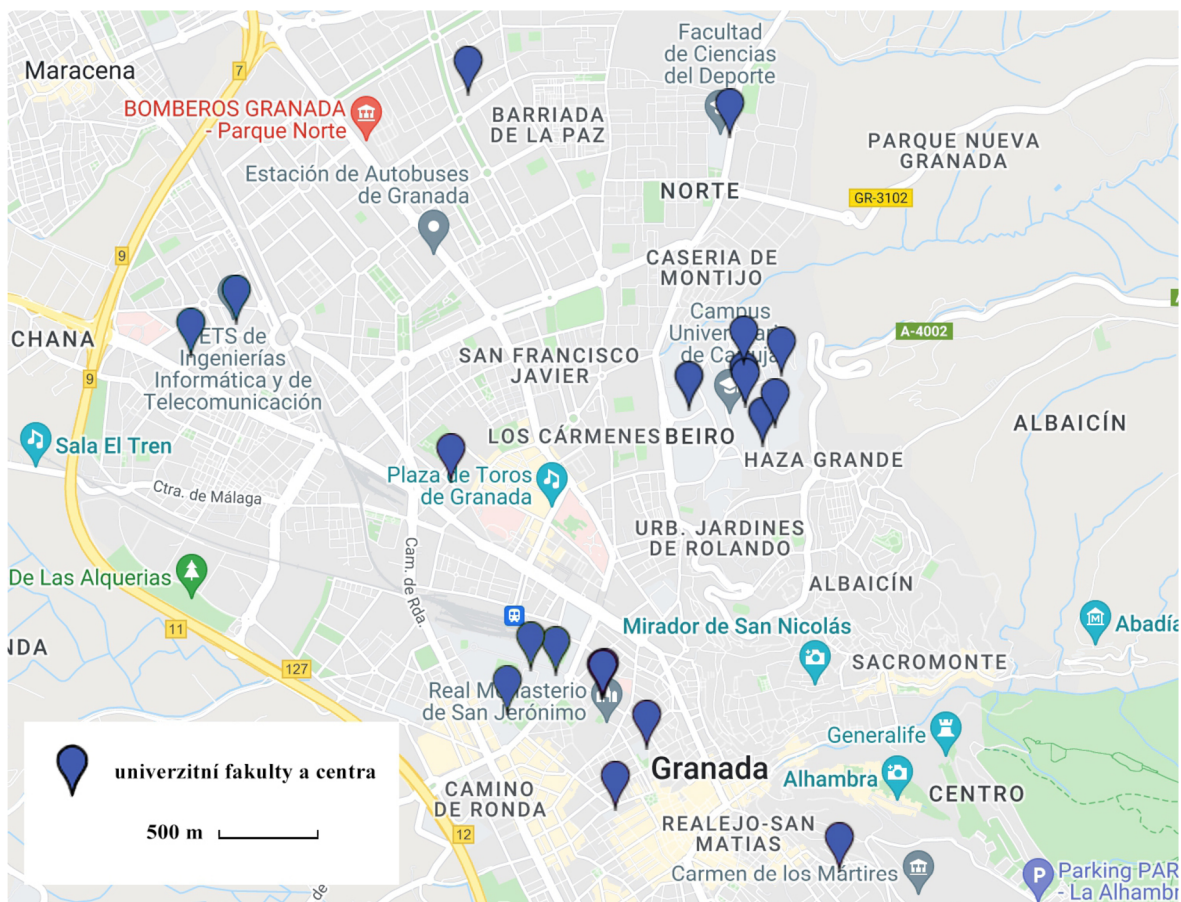 Facultad
de Ciencias
del Deporte
Maracena
7
BOMBEROS GRANADA
- Parque Norte
BARRIADA
DE LA PAZ
PARQUE NUEVA
GRANADA
Estación de Autobuses
de Granada
NORTE
GR-3102
9
CASERIA DE
MONTIJO
CHANA
ETS de
Ingenierías
Informática y de
Telecomunicación
Campus
Universitario
de Cartuja
A-4002
SAN FRANCISCO
JAVIER
9
ALBAICÍN
LOS CÁRMENES
BEIRO
Sala El Tren
HAZA GRANDE
Plaza de Toros
de Granada
Ctra. de Málaga
URB. JARDINES
DE ROLANDO
Cam. de Rda.
De Las Alquerias
ALBAICÍN
11
Mirador de San Nicolás
Abadía
NDA
SACROMONTE
127
Real Monasterio
de San Jerónimo
Generalife
univerzitní fakulty a centra
Granada
Alhambra
CENTRO
CAMINO
DE RONDA
500 m
12
REALEJO-SAN
MATIAS
Carmen de los Mártires
P
Parking PAR
- La Alhambr
de